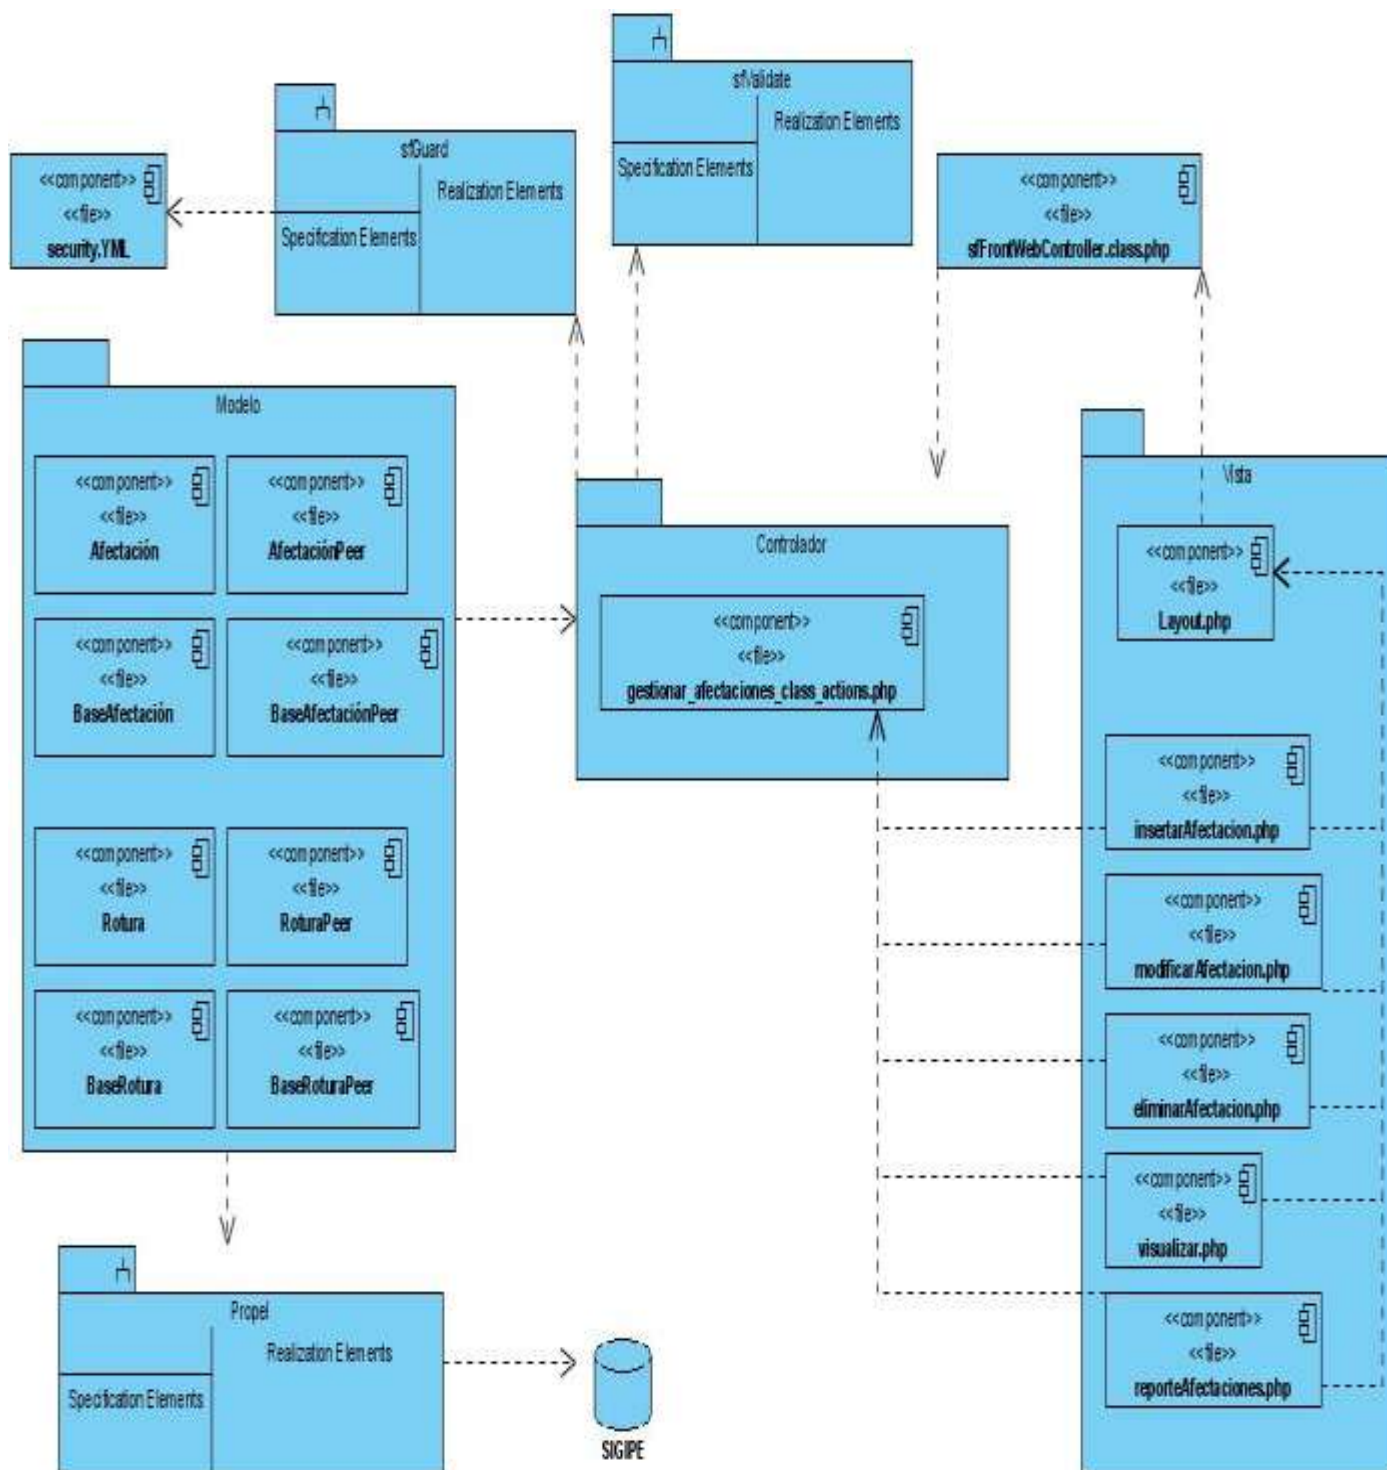 sfValidate
Realization Elements
Specification Elements
sfGuard
Realization Elements
Specification Elements
<<component>>
<<file>>
security.YML
<<component>>
<<file>>
sfFrontWebController.class.php
Modelo
<<component>>
<<file>>
Afectación
<<component>>
<<file>>
AfectaciónPeer
<<component>>
<<file>>
BaseAfectación
<<component>>
<<file>>
BaseAfectaciónPeer
<<component>>
<<file>>
Rotura
<<component>>
<<file>>
RoturaPeer
<<component>>
<<file>>
BaseRotura
<<component>>
<<file>>
BaseRoturaPeer
Controlador
<<component>>
<<file>>
gestionar_afectaciones_class_actions.php
Vista
<<component>>
<<file>>
Layout.php
<<component>>
<<file>>
insertarAfectacion.php
<<component>>
<<file>>
modificarAfectacion.php
<<component>>
<<file>>
eliminarAfectacion.php
<<component>>
<<file>>
visualizar.php
<<component>>
<<file>>
reporteAfectaciones.php
Propel
Realization Elements
Specification Elements
SIGIPE